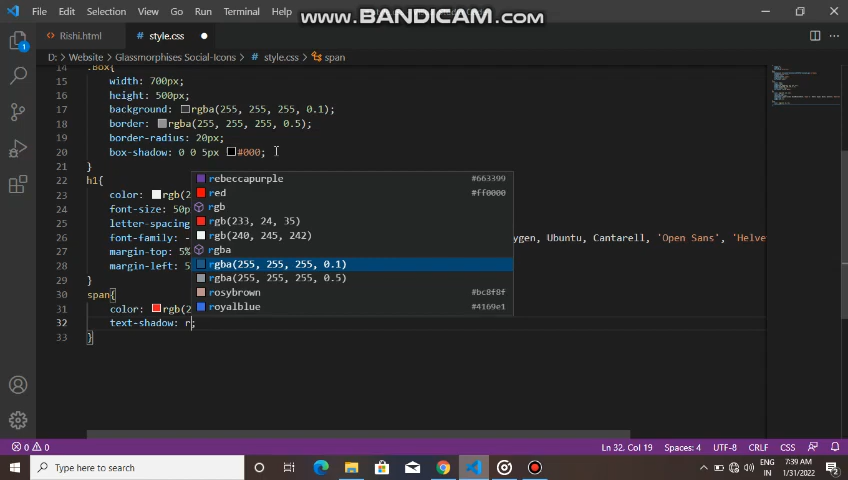 File Edit Selection View Go Run Terminal Help
www.BANDICAM.com
Rishi.html style.css
D: > Website > Glassmorphises Social-Icons > style.css > span
14 .Box{
15 width: 700px;
16 height: 500px;
17 background: rgba(255, 255, 255, 0.1);
18 border: rgba(255, 255, 255, 0.5);
19 border-radius: 20px;
20 box-shadow: 0 0 5px #000;
21 }
22 h1{
23 color: rgb(2
24 font-size: 50p
25 letter-spacing
26 font-family: - gen, Ubuntu, Cantarell, 'Open Sans', 'Helve
27 margin-top: 5%
28 margin-left: 5
29 }
30 span{
31 color: rgb(2
32 text-shadow: r;
33 }
rebeccapurple #663399
red #ff0000
rgb
rgb(233, 24, 35)
rgb(240, 245, 242)
rgba
rgba(255, 255, 255, 0.1)
rgba(255, 255, 255, 0.5)
rosybrown #bc8f8f
royalblue #4169e1
0 0 Ln 32, Col 19 Spaces: 4 UTF-8 CRLF CSS
Type here to search
ENG 7:39 AM
IN 1/31/2022